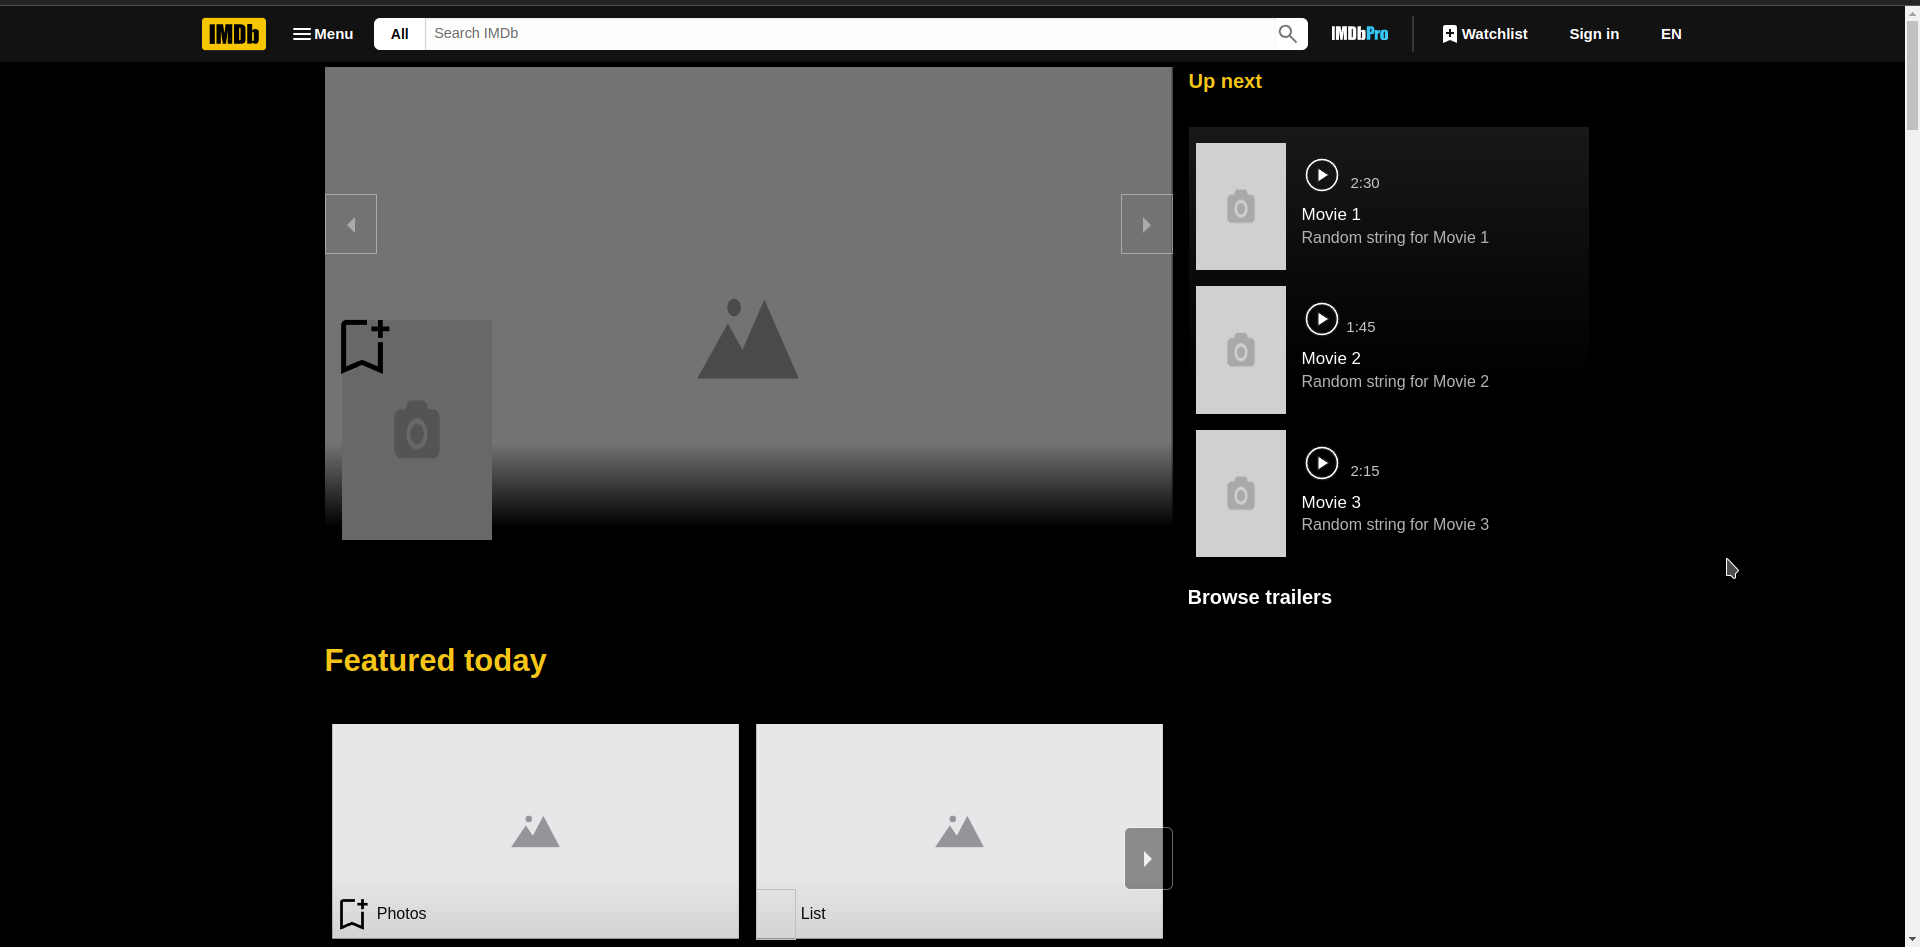 IMDb Menu All Search IMDb IMDbPro Watchlist Sign in EN
Up next
2:30
Movie 1
Random string for Movie 1
1:45
Movie 2
Random string for Movie 2
2:15
Movie 3
Random string for Movie 3
Browse trailers
Featured today
Photos
List